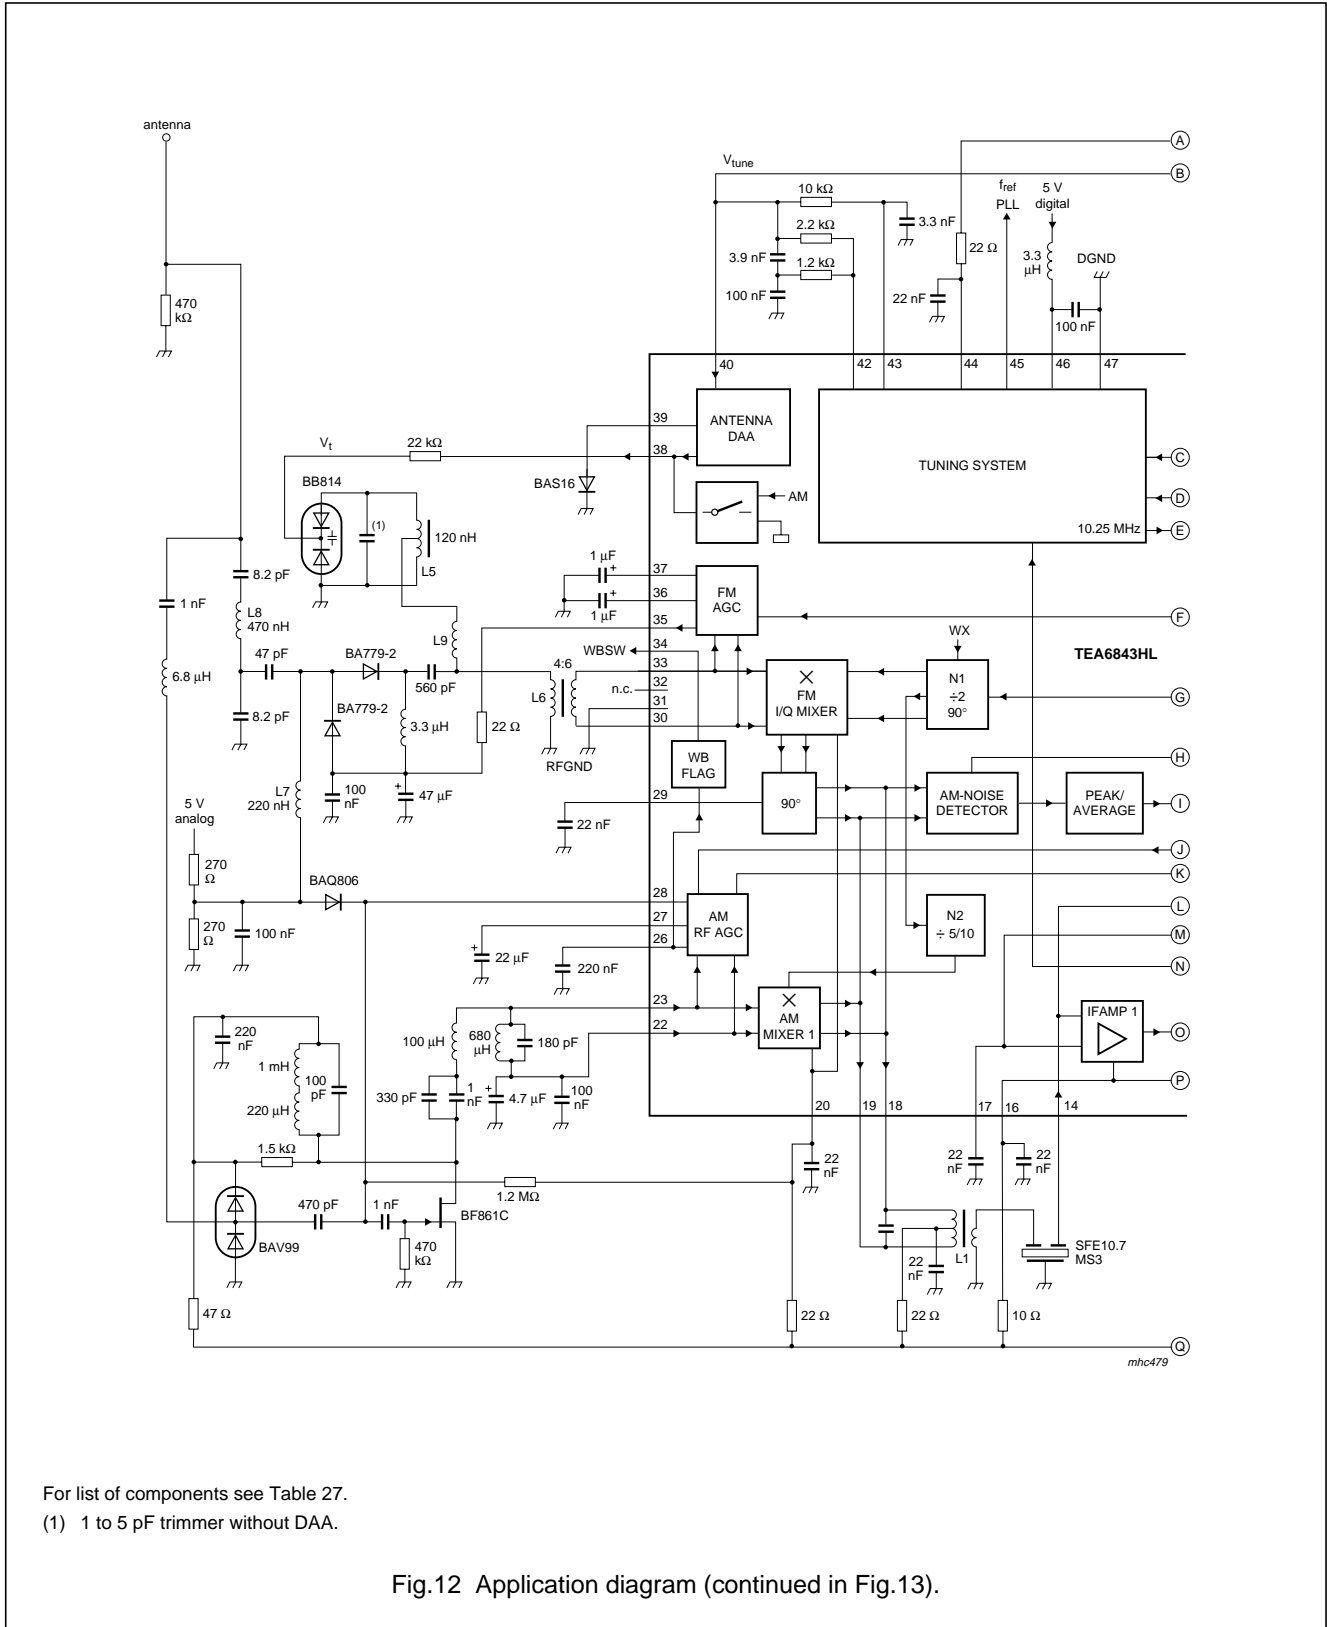 antenna
A
Vtune
B
fref
PLL
5 V
digital
10 kΩ
3.3 nF
2.2 kΩ
3.9 nF
1.2 kΩ
22 Ω
3.3
μH
DGND
470
kΩ
100 nF
22 nF
100 nF
40
42
43
44
45
46
47
ANTENNA
DAA
39
38
Vt
22 kΩ
TUNING SYSTEM
C
BB814
BAS16
AM
D
(1)
120 nH
10.25 MHz
E
L5
1 μF
+
37
8.2 pF
FM
AGC
1 nF
36
+
1 μF
L8
470 nH
35
F
L9
34
WBSW
WX
47 pF
BA779-2
4:6
33
TEA6843HL
6.8 μH
560 pF
n.c.
32
FM
I/Q MIXER
N1
÷2
90°
G
L6
31
BA779-2
30
8.2 pF
3.3 μH
22 Ω
RFGND
WB
FLAG
H
L7
220 nH
100
nF
+
47 μF
29
90°
AM-NOISE
DETECTOR
PEAK/
AVERAGE
I
5 V
analog
22 nF
J
270
Ω
BAQ806
28
K
AM
RF AGC
N2
÷ 5/10
L
270
Ω
100 nF
27
M
26
+
22 μF
220 nF
N
23
AM
MIXER 1
IFAMP 1
220
nF
22
O
100 μH
680
μH
180 pF
1 mH
100
pF
P
330 pF
1
nF
+
4.7 μF
100
nF
220 μH
20
19
18
17
16
14
1.5 kΩ
22
nF
22
nF
22
nF
1.2 MΩ
470 pF
1 nF
BF861C
BAV99
470
kΩ
SFE10.7
MS3
L1
22
nF
47 Ω
22 Ω
22 Ω
10 Ω
Q
mhc479
For list of components see Table 27.
(1) 1 to 5 pF trimmer without DAA.
Fig.12 Application diagram (continued in Fig.13).